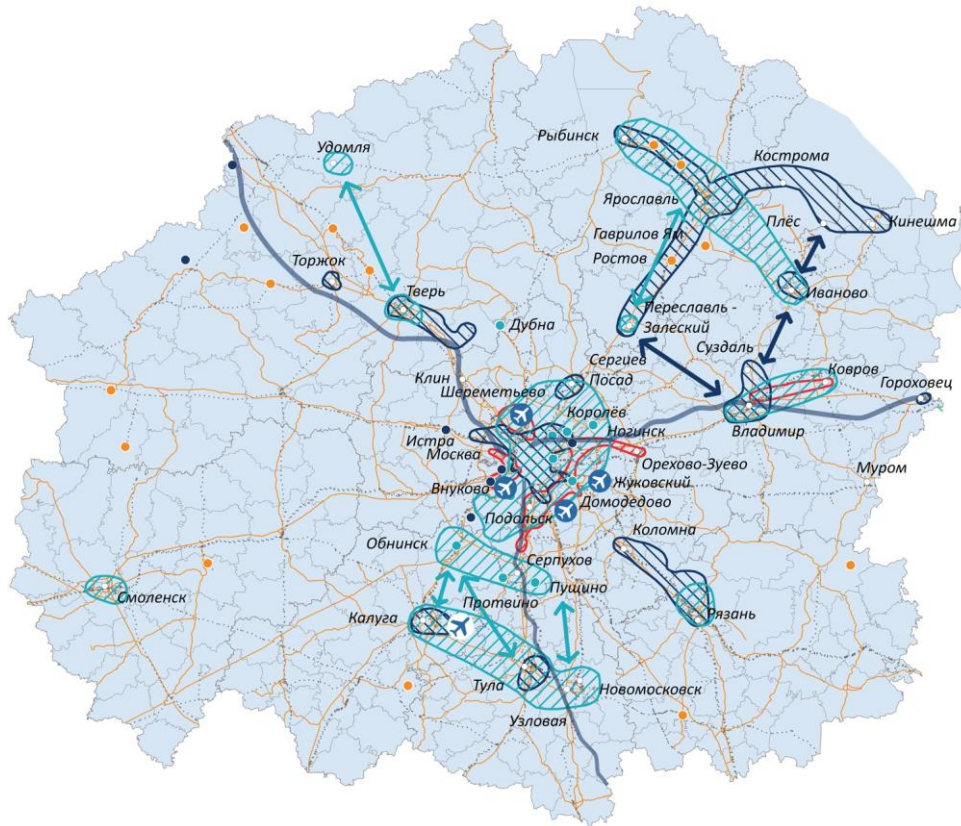 Рыбинск
Удомля
Кострома
Ярославль
Плёс
Кинешма
Гаврилов Ям
Ростов
Торжок
Иваново
Тверь
Переславль -
Залеский
Дубна
Суздаль
Сергиев
Посад
Клин
Ковров
Шереметьево
Гороховец
Королёв
Владимир
Ногинск
Истра
Москва
Орехово-Зуево
Муром
Внуково
Жуковский
Домодедово
Подольск
Коломна
Обнинск
Серпухов
Пущино
Смоленск
Протвино
Калуга
Рязань
Тула
Новомосковск
Узловая